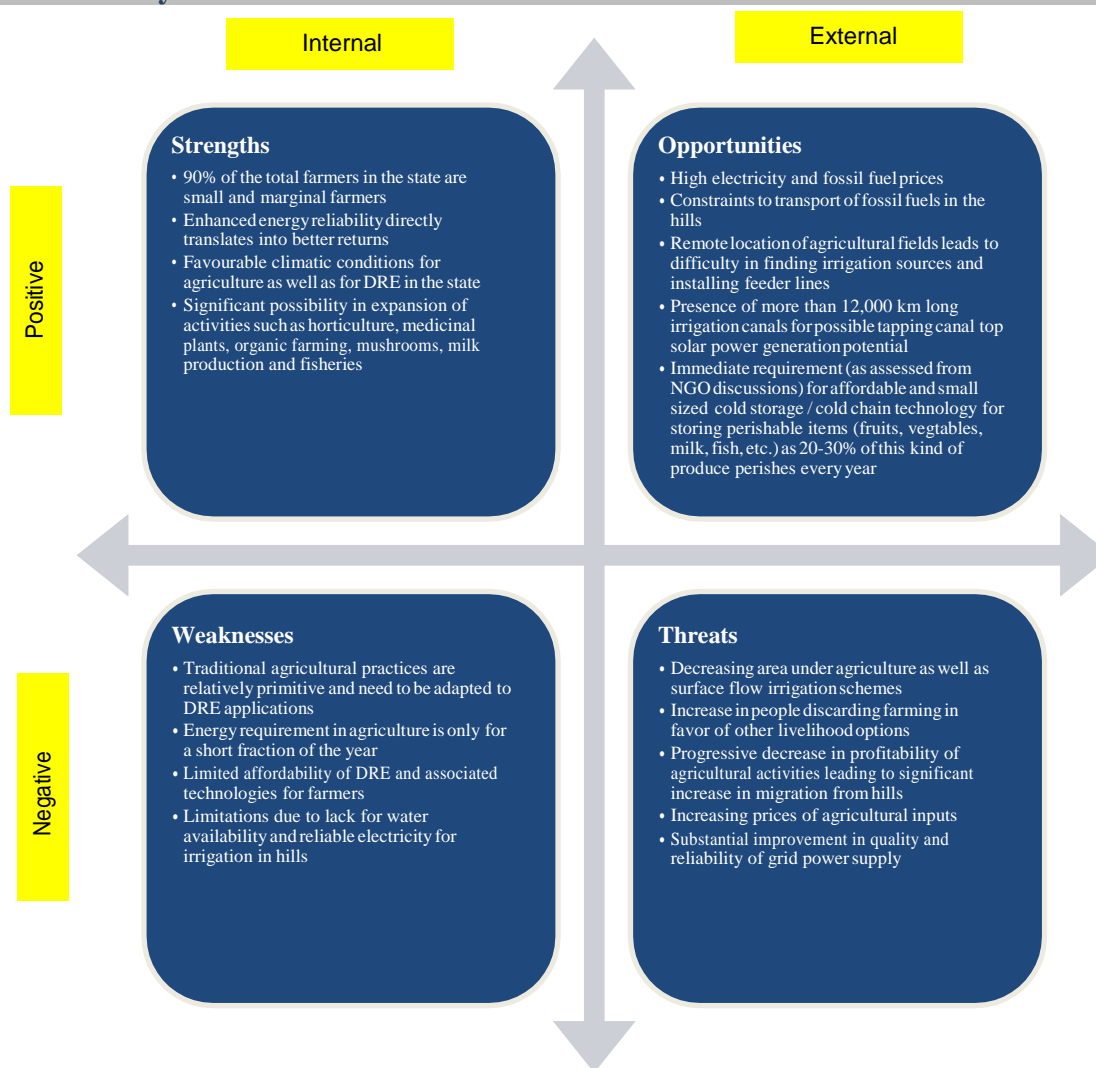 Internal
External
Positive
Strengths
• 90% of the total farmers in the state are
small and marginal farmers
• Enhanced energy reliability directly
translates into better returns
• Favourable climatic conditions for
agriculture as well as for DRE in the state
• Significant possibility in expansion of
activities such as horticulture, medicinal
plants, organic farming, mushrooms, milk
production and fisheries
Opportunities
• High electricity and fossil fuel prices
• Constraints to transport of fossil fuels in the
hills
• Remote location of agricultural fields leads to
difficulty in finding irrigation sources and
installing feeder lines
• Presence of more than 12,000 km long
irrigation canals for possible tapping canal top
solar power generation potential
• Immediate requirement (as assessed from
NGO discussions) for affordable and small
sized cold storage / cold chain technology for
storing perishable items (fruits, vegtables,
milk, fish, etc.) as 20-30% of this kind of
produce perishes every year
Negative
Weaknesses
• Traditional agricultural practices are
relatively primitive and need to be adapted to
DRE applications
• Energy requirement in agriculture is only for
a short fraction of the year
• Limited affordability of DRE and associated
technologies for farmers
• Limitations due to lack for water
availability and reliable electricity for
irrigation in hills
Threats
• Decreasing area under agriculture as well as
surface flow irrigation schemes
• Increase in people discarding farming in
favor of other livelihood options
• Progressive decrease in profitability of
agricultural activities leading to significant
increase in migration from hills
• Increasing prices of agricultural inputs
• Substantial improvement in quality and
reliability of grid power supply